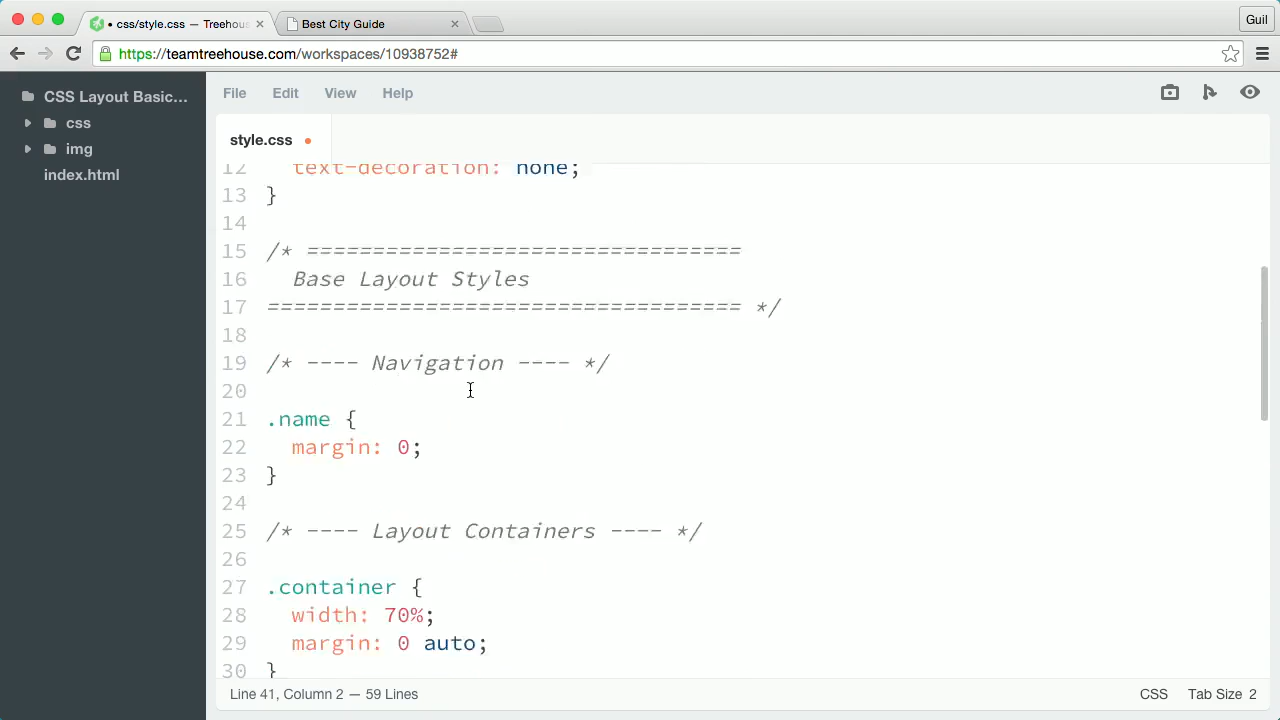 css/style.css — Treehous
Best City Guide
Guil
https://teamtreehouse.com/workspaces/10938752#
CSS Layout Basic...
css
img
index.html
File Edit View Help
style.css
12 text-decoration: none;
13 }
14
15 /* =================================
16 Base Layout Styles
17 ==================================== */
18
19 /* ---- Navigation ---- */
20
21 .name {
22 margin: 0;
23 }
24
25 /* ---- Layout Containers ---- */
26
27 .container {
28 width: 70%;
29 margin: 0 auto;
30 }
Line 41, Column 2 — 59 Lines
CSS Tab Size 2